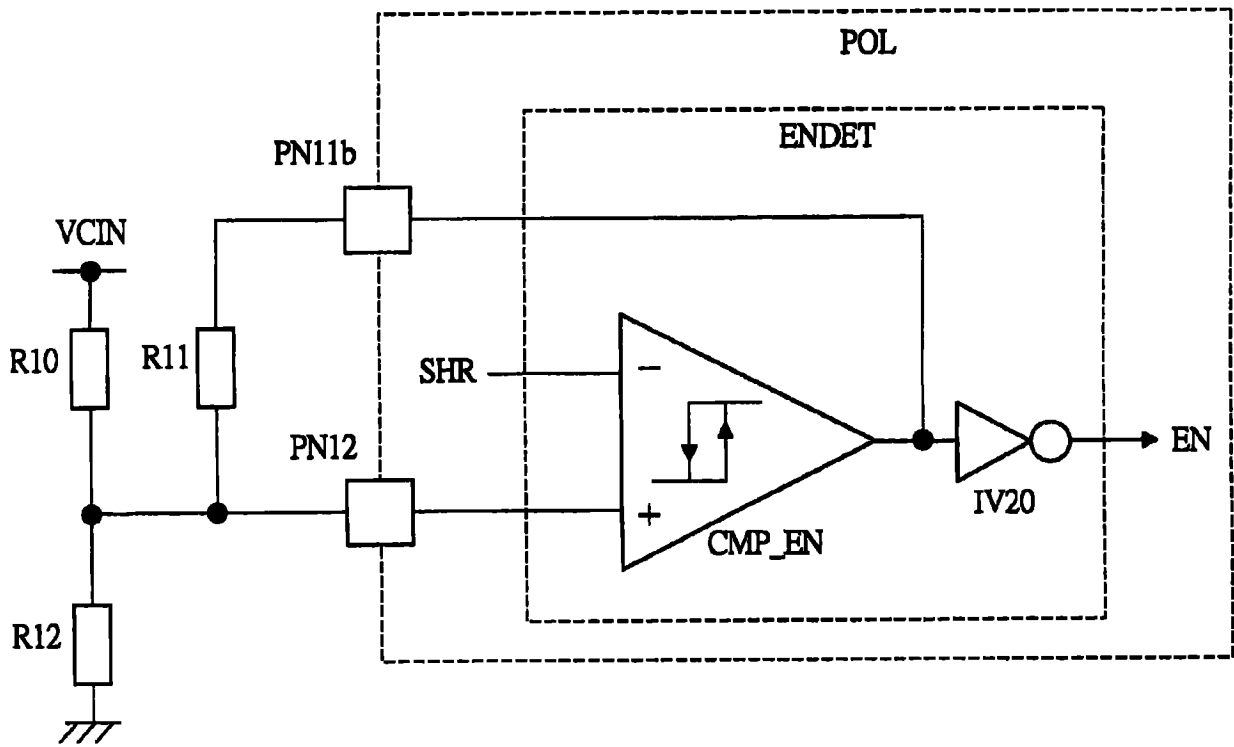 POL
ENDET
PN11b
VCIN
R10
R11
SHR
−
PN12
EN
IV20
+
CMP_EN
R12